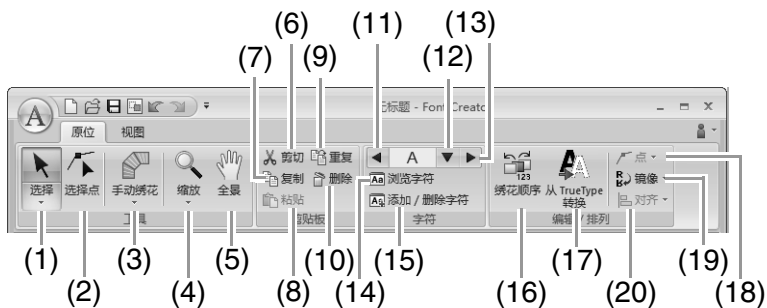 (6) (9) (11) (12) (13)
(7)
A 无标题 - Font Creator
原位 视图
剪切 重复 A 点
选择 选择点 手动绣花 缩放 全景 复制 删除 Aa 浏览字符 123 绣花顺序 从 TrueType 转换 R 镜像
粘贴 Aa 添加 / 删除字符 对齐
工具 剪贴板 字符 编辑 / 排列
(1) (3) (5) (10) (15) (17) (19)
(2) (4) (8) (14) (16) (20) (18)